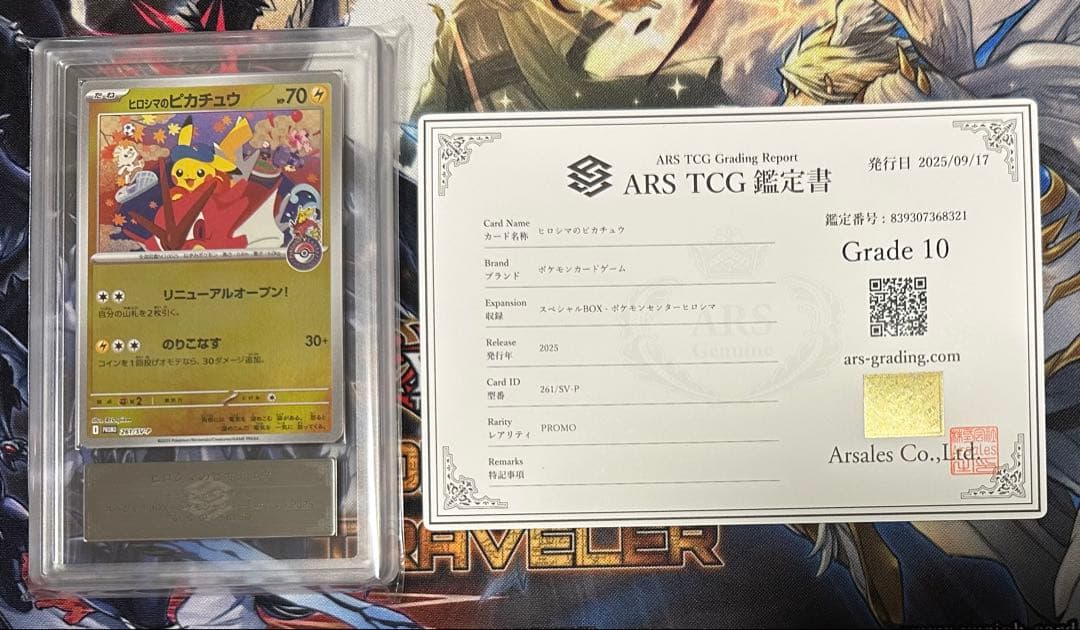 たね
ヒロシマのピカチュウ
HP70
リニューアルオープン!
自分の山札を2枚引く。
のりこなす
30+
コインを1回投げオモテなら、30ダメージ追加。
PROMO
261/SV-P
ARS TCG Grading Report
ARS TCG 鑑定書
発行日 2025/09/17
鑑定番号:839307368321
Grade 10
ars-grading.com
Arsales Co.,Ltd.
Card Name
カード名称
ヒロシマのピカチュウ
Brand
ブランド
ポケモンカードゲーム
Expansion
収録
スペシャルBOX・ポケモンセンターヒロシマ
Release
発行年
2025
Card ID
型番
261/SV-P
Rarity
レアリティ
PROMO
Remarks
特記事項
ARS
Genuine
RAVELER